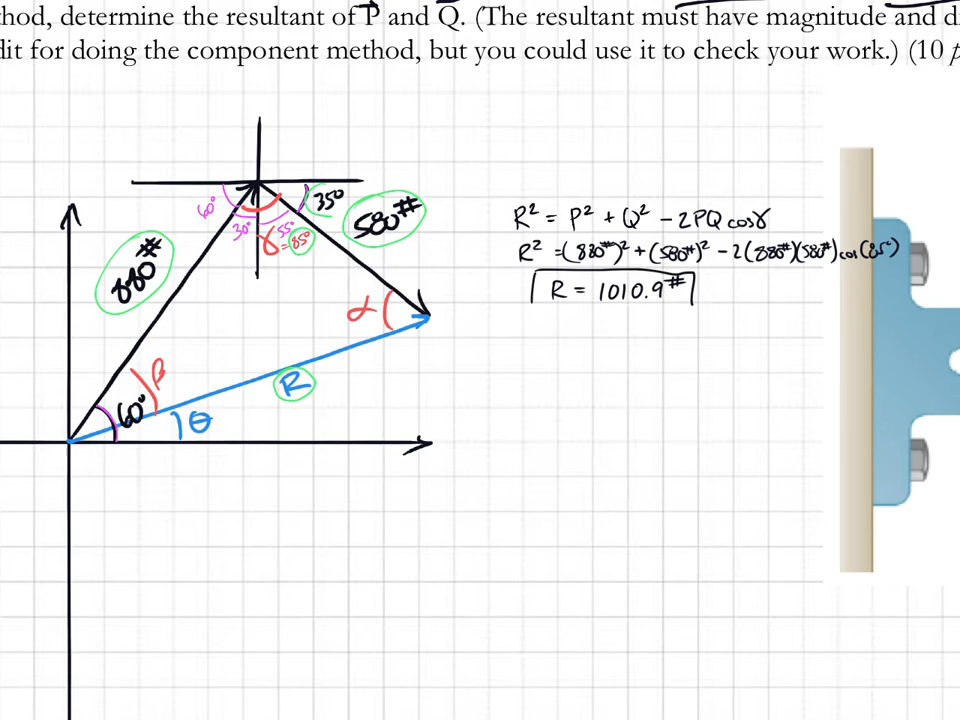 hod, determine the resultant of P and Q. (The resultant must have magnitude and d
lit for doing the component method, but you could use it to check your work.) (10 p
60°
35°
580#
30°
55°
γ = 85°
880#
α
β
R
60°
θ
R² = P² + Q² - 2PQ cosγ
R² = (880#)² + (580#)² - 2(880#)(580#)cos(85°)
R = 1010.9#